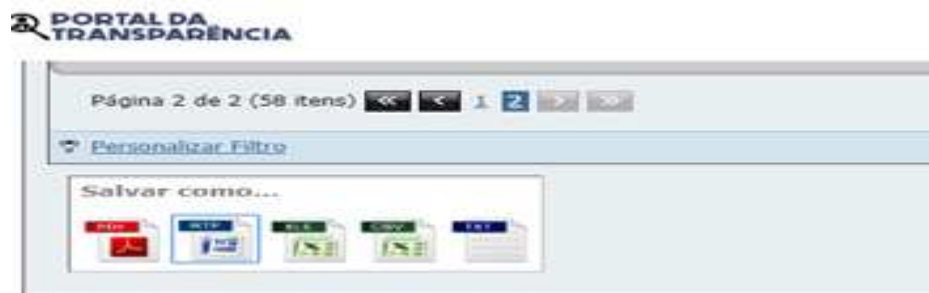 PORTAL DA
TRANSPARÊNCIA
Página 2 de 2 (58 itens) << < 1 2 > >>
Personalizar Filtro
Salvar como...
PDF RTF XLS CSV TXT